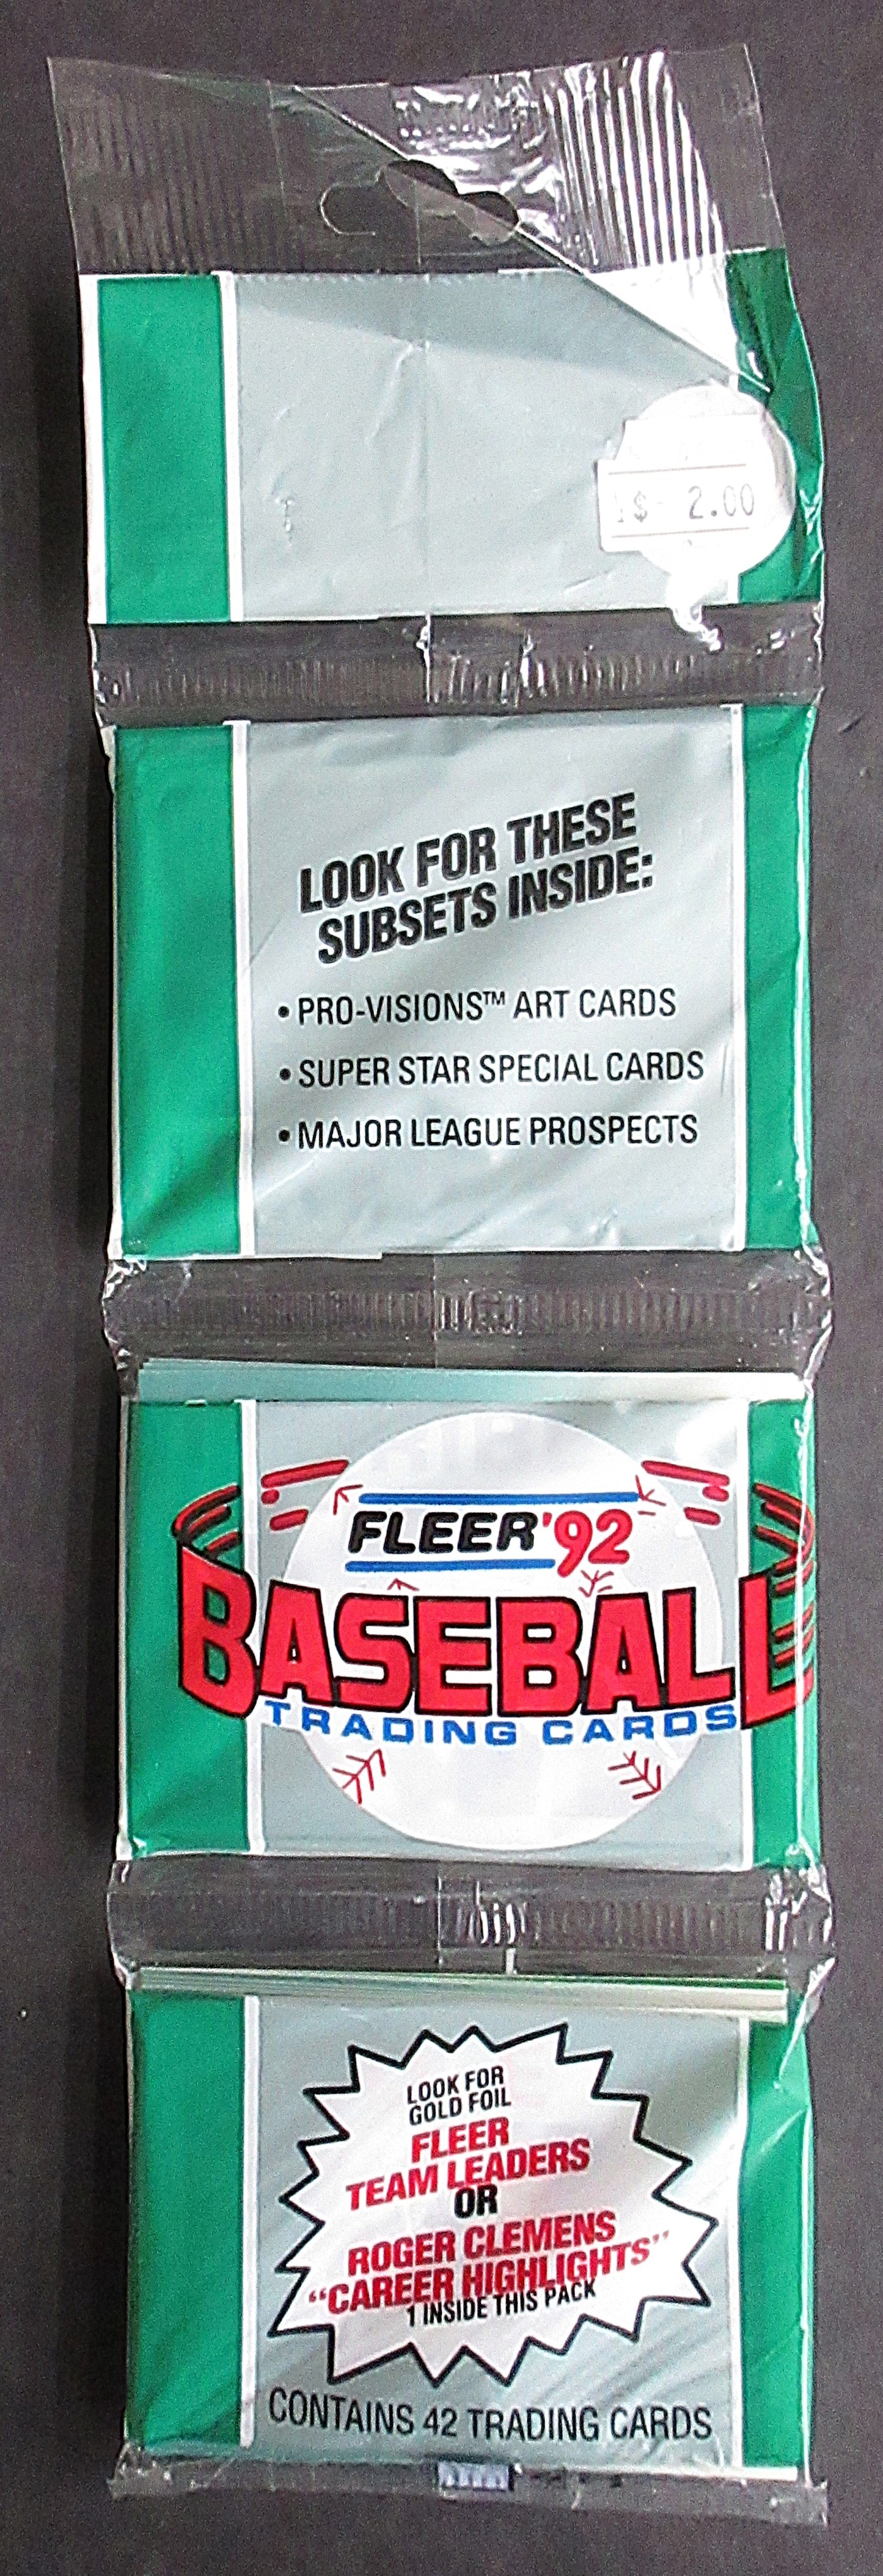 $ 2.00
LOOK FOR THESE
SUBSETS INSIDE:
• PRO-VISIONS™ ART CARDS
• SUPER STAR SPECIAL CARDS
• MAJOR LEAGUE PROSPECTS
FLEER '92
BASEBALL
TRADING CARDS
LOOK FOR
GOLD FOIL
FLEER
TEAM LEADERS
OR
ROGER CLEMENS
“CAREER HIGHLIGHTS”
1 INSIDE THIS PACK
CONTAINS 42 TRADING CARDS